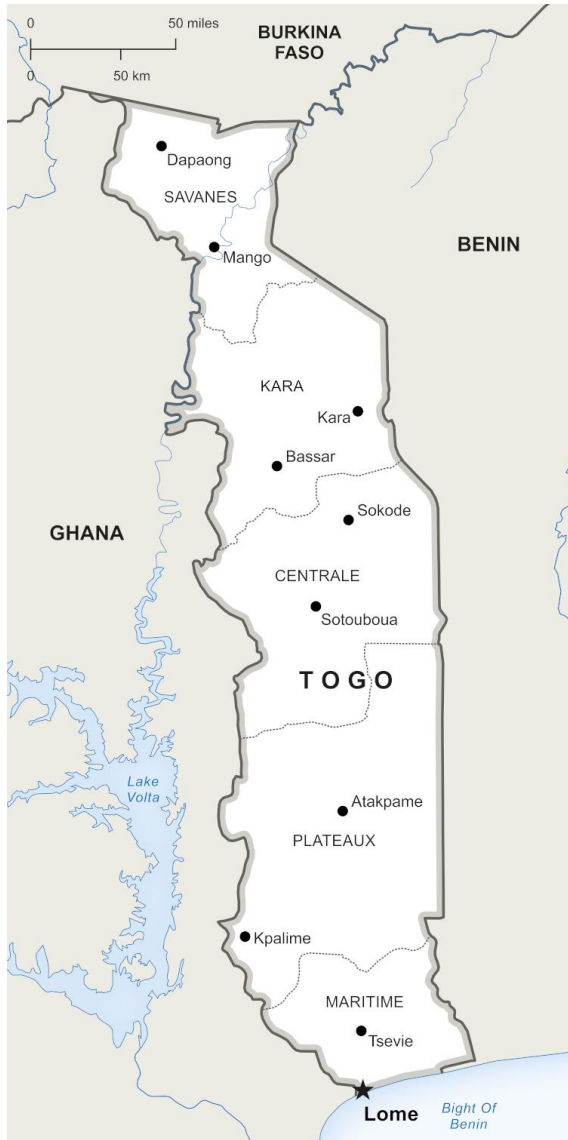 0 50 miles
0 50 km
BURKINA
FASO
Dapaong
SAVANES
BENIN
Mango
KARA
Kara
Bassar
Sokode
GHANA
CENTRALE
Sotouboua
TOGO
Lake
Volta
Atakpame
PLATEAUX
Kpalime
MARITIME
Tsevie
Lome
Bight Of
Benin